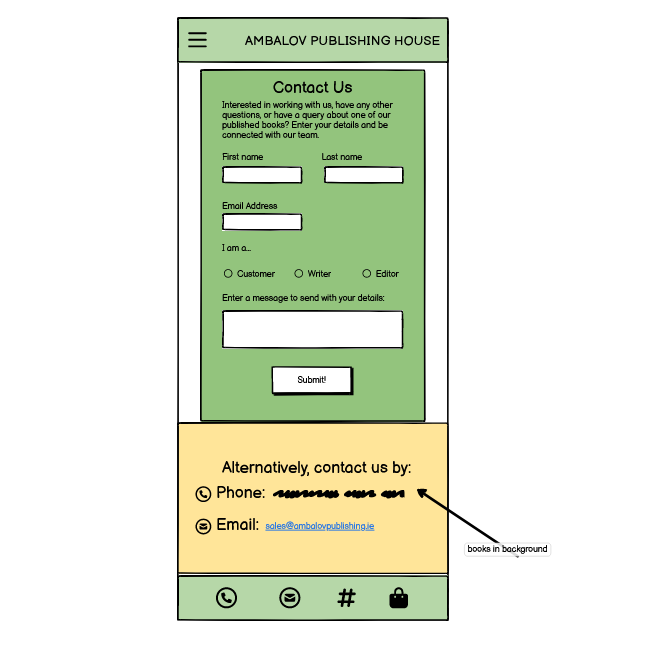 AMBALOV PUBLISHING HOUSE
Contact Us
Interested in working with us, have any other
questions, or have a query about one of our
published books? Enter your details and be
connected with our team.
First name Last name
Email Address
I am a...
Customer Writer Editor
Enter a message to send with your details:
Submit!
Alternatively, contact us by:
Phone:
Email: sales@ambalovpublishing.ie
books in background
#